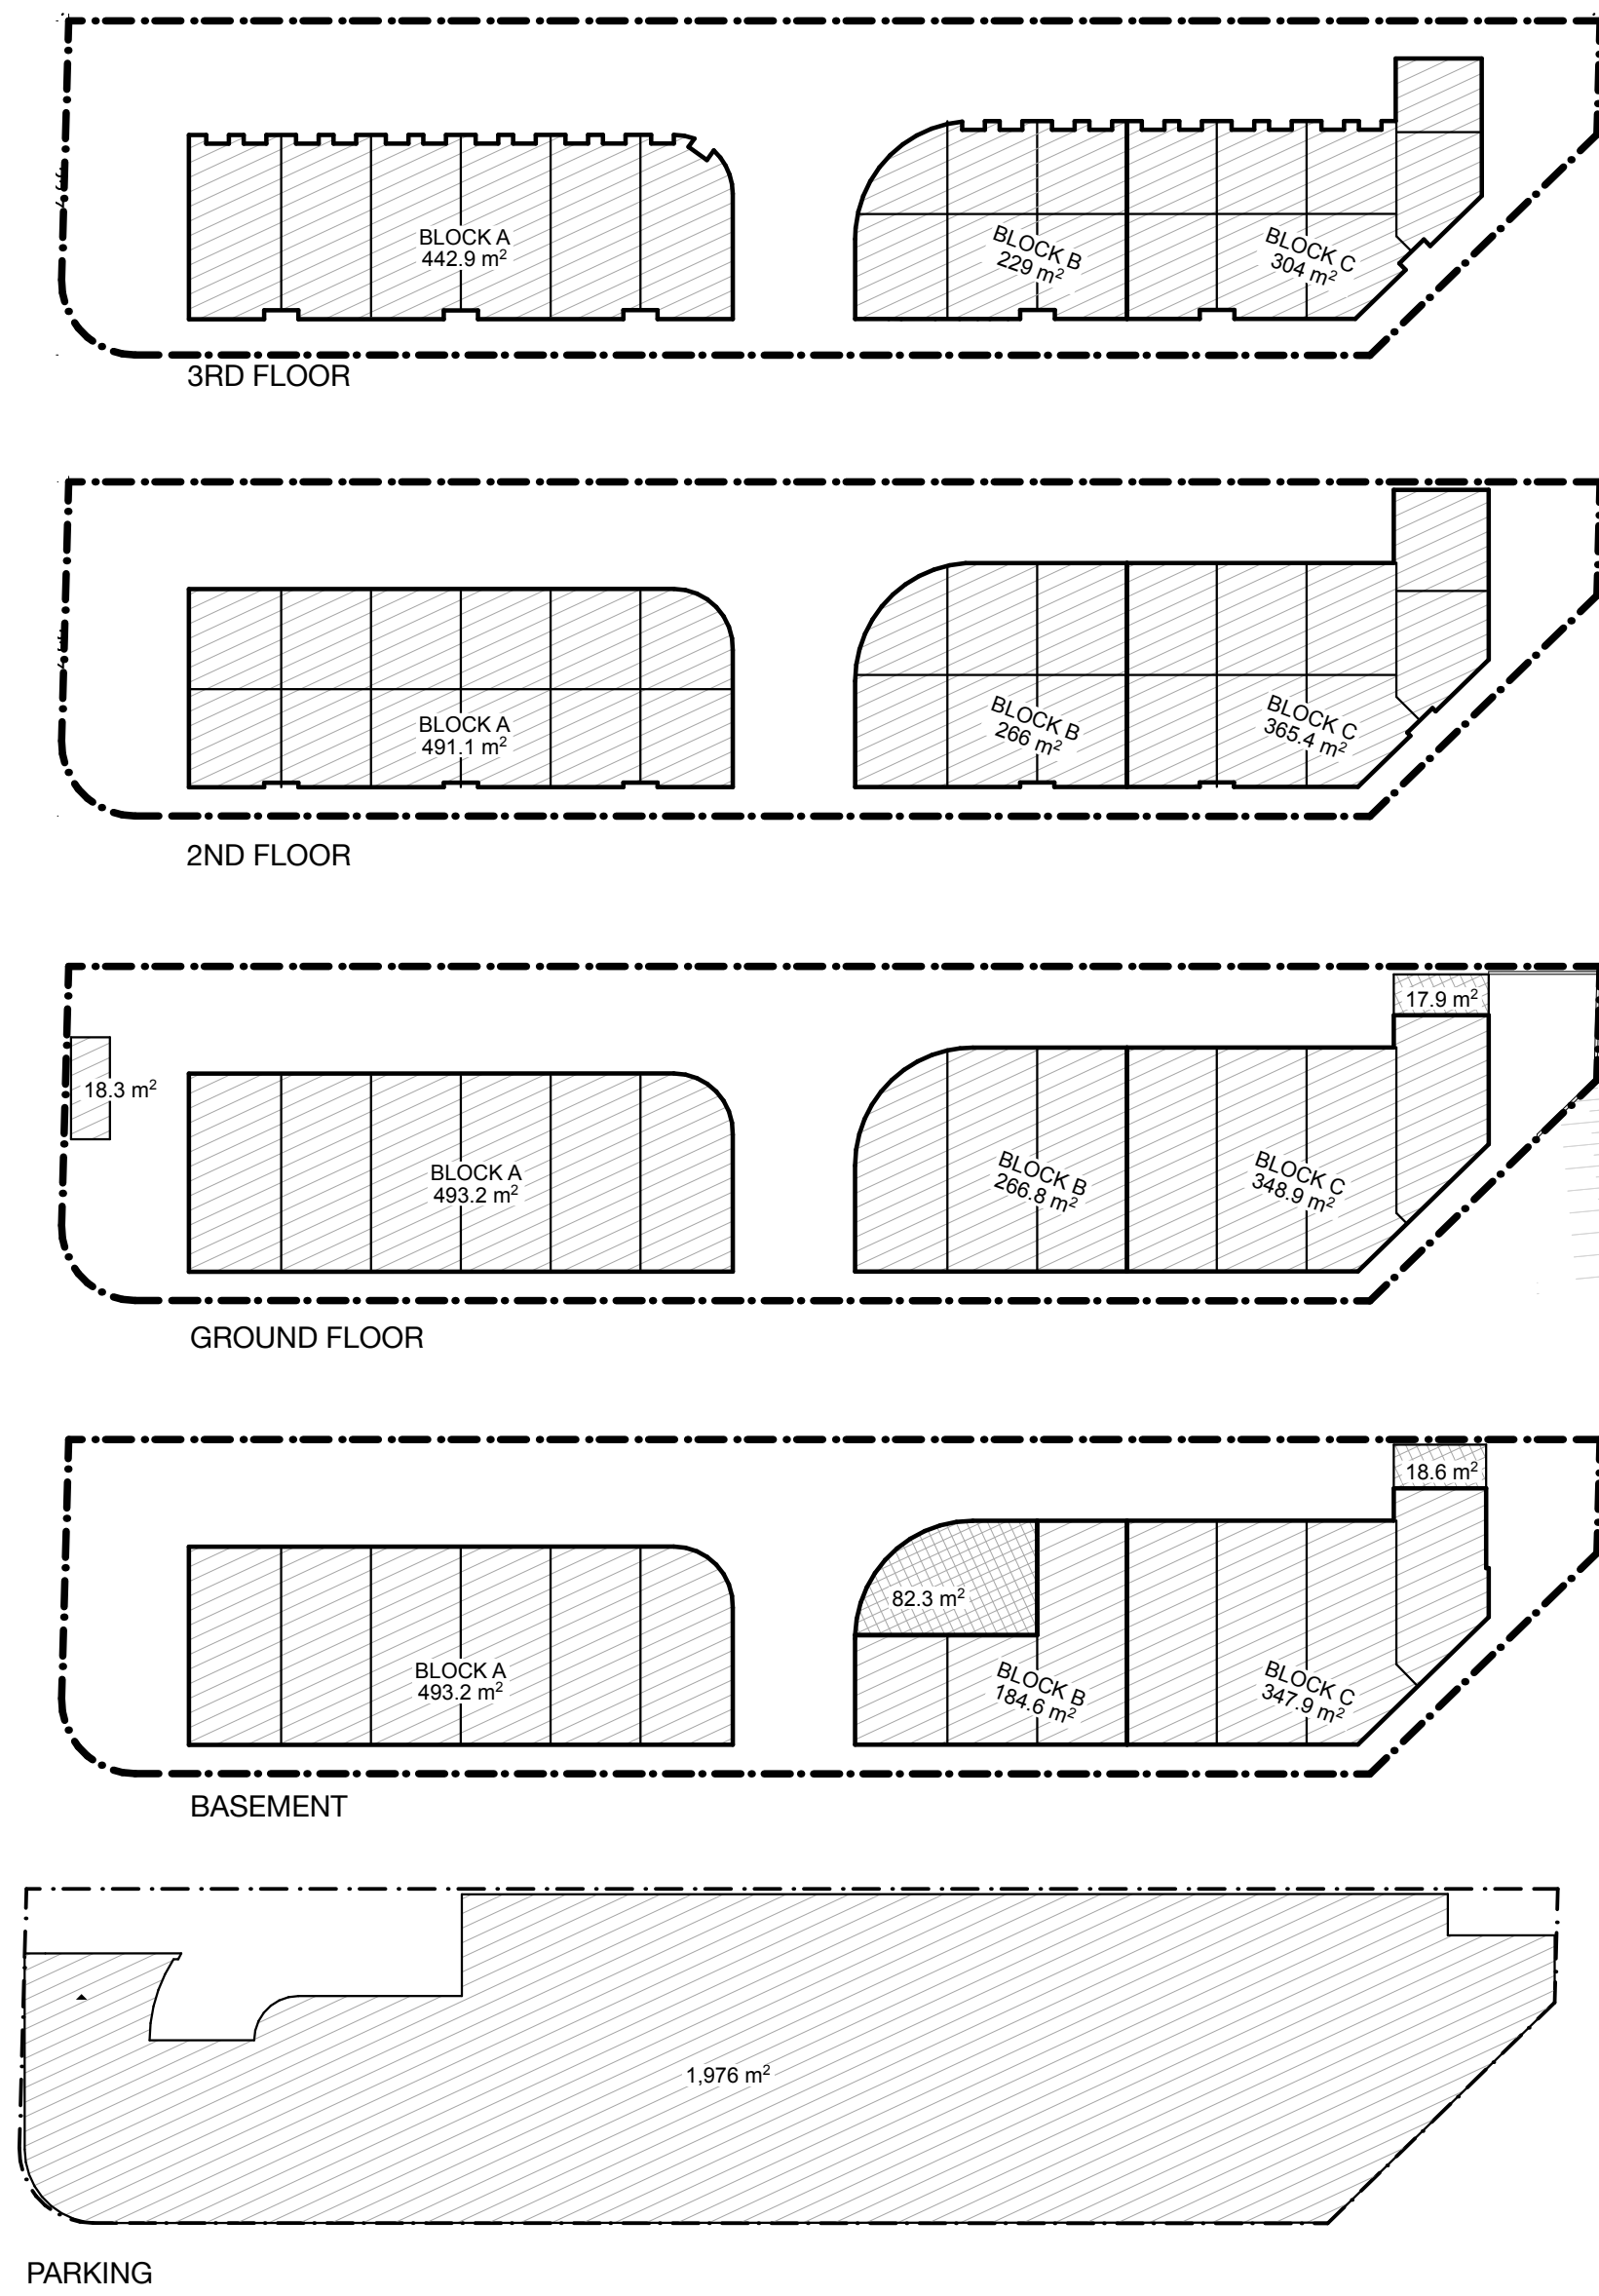 BLOCK A
442.9 m²
BLOCK B
229 m²
BLOCK C
304 m²
3RD FLOOR
BLOCK A
491.1 m²
BLOCK B
266 m²
BLOCK C
365.4 m²
2ND FLOOR
17.9 m²
18.3 m²
BLOCK A
493.2 m²
BLOCK B
266.8 m²
BLOCK C
348.9 m²
GROUND FLOOR
18.6 m²
82.3 m²
BLOCK A
493.2 m²
BLOCK B
184.6 m²
BLOCK C
347.9 m²
BASEMENT
1,976 m²
PARKING